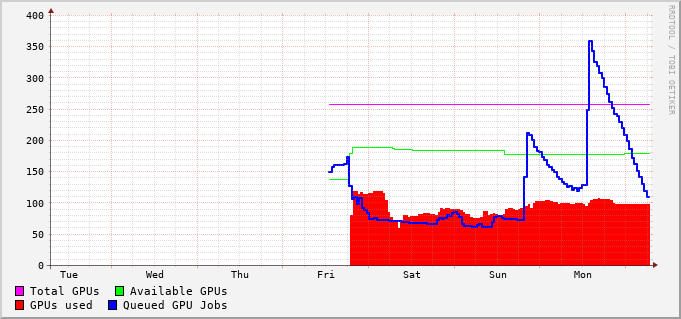 400
350
300
250
200
150
100
50
0
Tue Wed Thu Fri Sat Sun Mon
Total GPUs Available GPUs
GPUs used Queued GPU Jobs
RRDTOOL / TOBI OETIKER